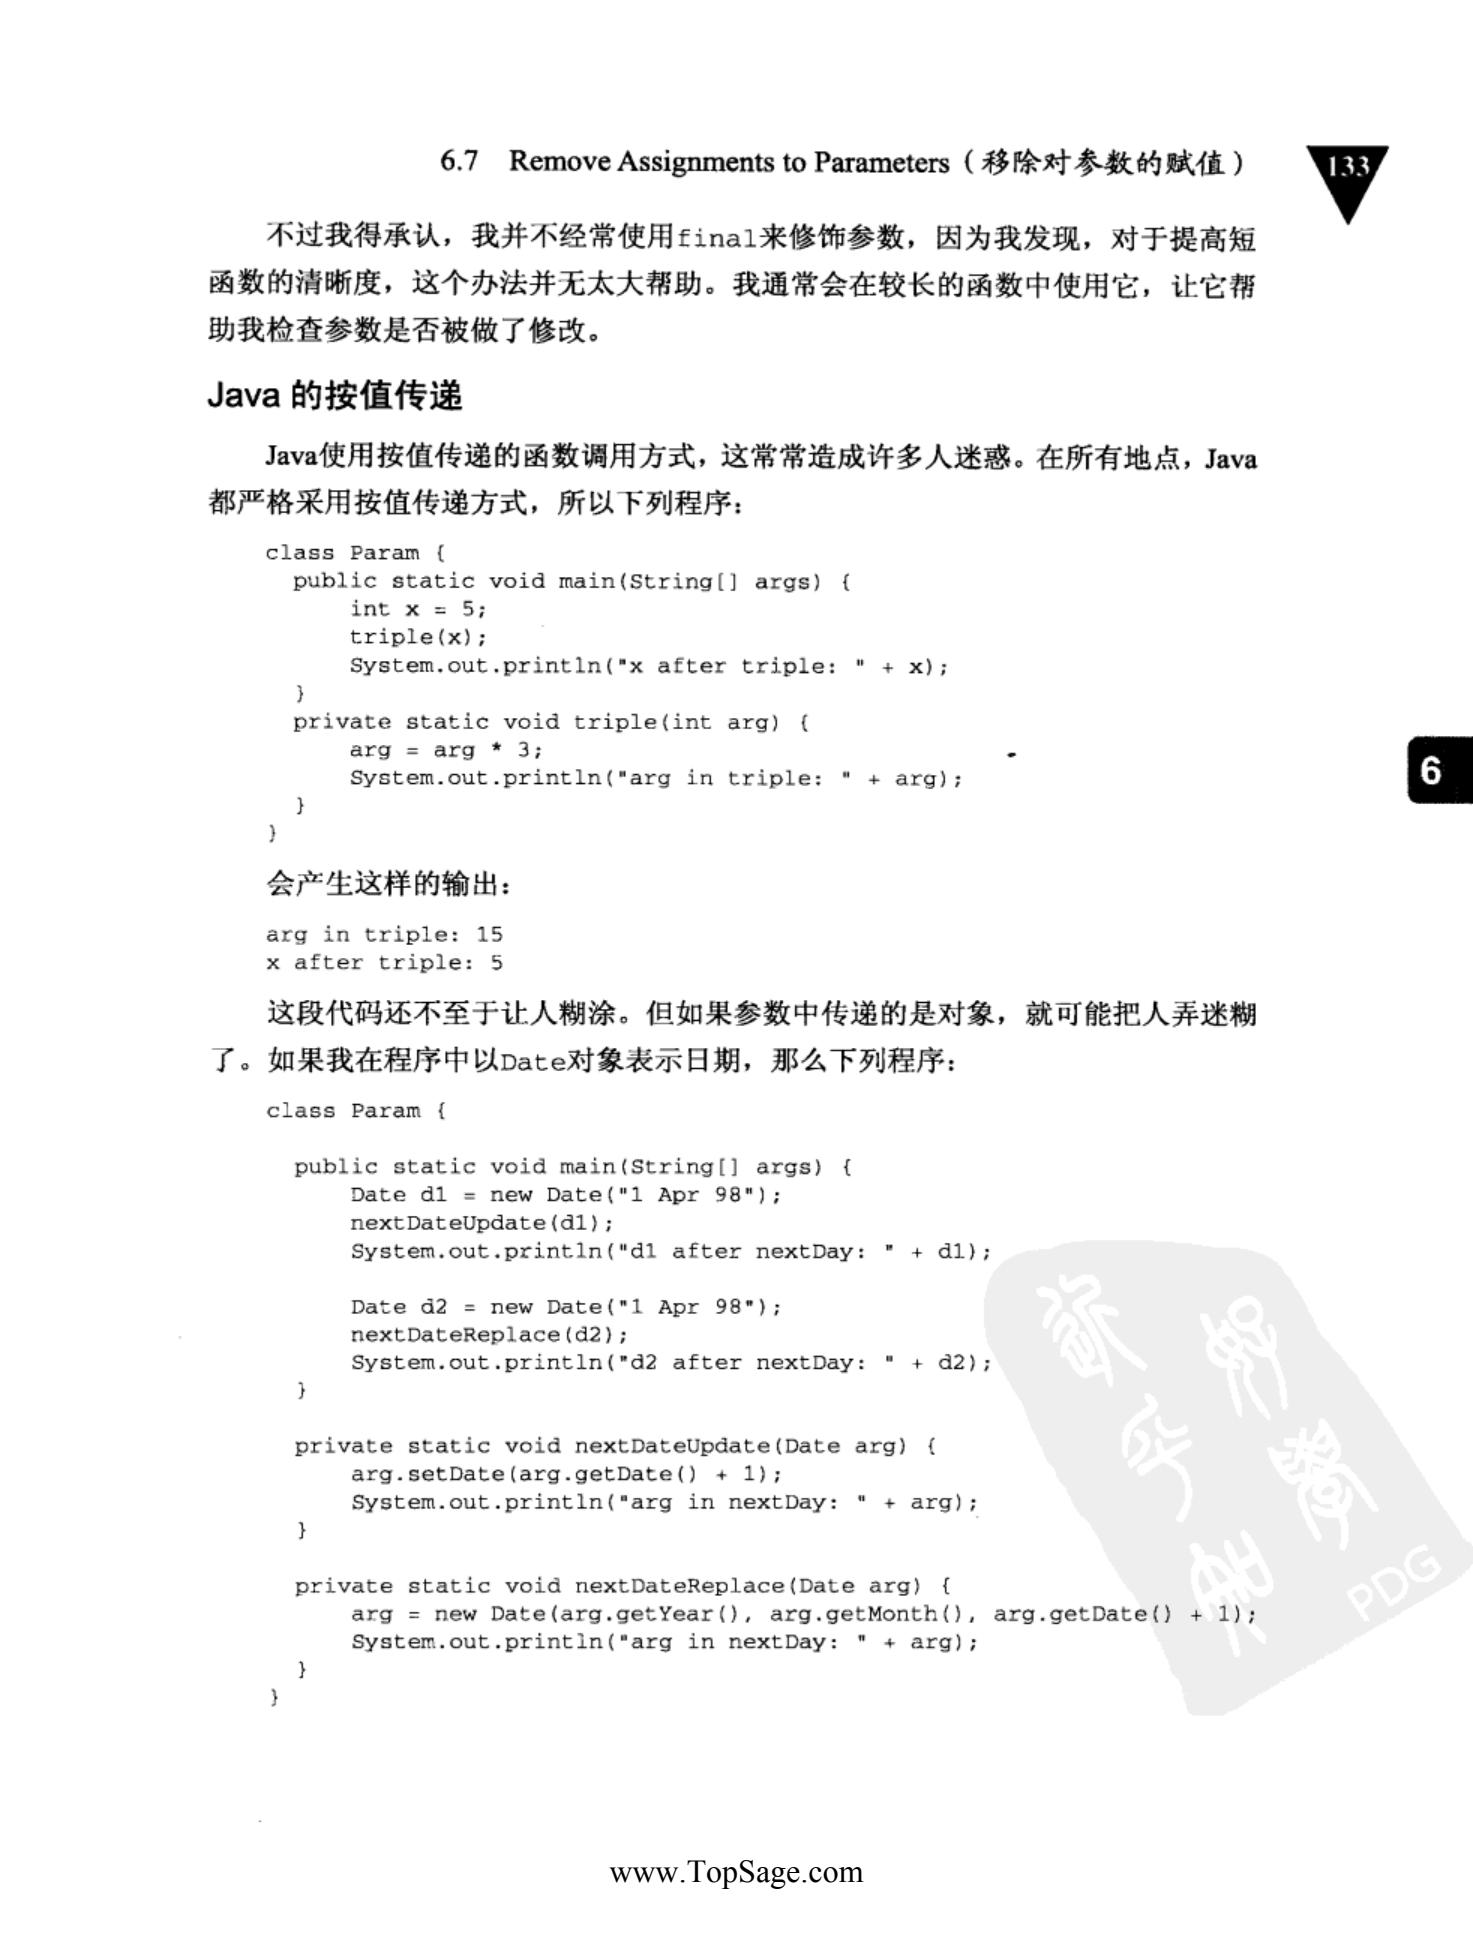 6.7 Remove Assignments to Parameters（移除对参数的赋值）
133
不过我得承认，我并不经常使用final来修饰参数，因为我发现，对于提高短
函数的清晰度，这个办法并无太大帮助。我通常会在较长的函数中使用它，让它帮
助我检查参数是否被做了修改。
Java 的按值传递
Java使用按值传递的函数调用方式，这常常造成许多人迷惑。在所有地点，Java
都严格采用按值传递方式，所以下列程序：
class Param {
  public static void main(String[] args) {
      int x = 5;
      triple(x);
      System.out.println("x after triple: " + x);
  }
  private static void triple(int arg) {
      arg = arg * 3;
      System.out.println("arg in triple: " + arg);
  }
}
6
会产生这样的输出：
arg in triple: 15
x after triple: 5
这段代码还不至于让人糊涂。但如果参数中传递的是对象，就可能把人弄迷糊
了。如果我在程序中以Date对象表示日期，那么下列程序：
class Param {
  public static void main(String[] args) {
      Date d1 = new Date("1 Apr 98");
      nextDateUpdate(d1);
      System.out.println("d1 after nextDay: " + d1);
      Date d2 = new Date("1 Apr 98");
      nextDateReplace(d2);
      System.out.println("d2 after nextDay: " + d2);
  }
  private static void nextDateUpdate(Date arg) {
      arg.setDate(arg.getDate() + 1);
      System.out.println("arg in nextDay: " + arg);
  }
  private static void nextDateReplace(Date arg) {
      arg = new Date(arg.getYear(), arg.getMonth(), arg.getDate() + 1);
      System.out.println("arg in nextDay: " + arg);
  }
}
PDG
www.TopSage.com